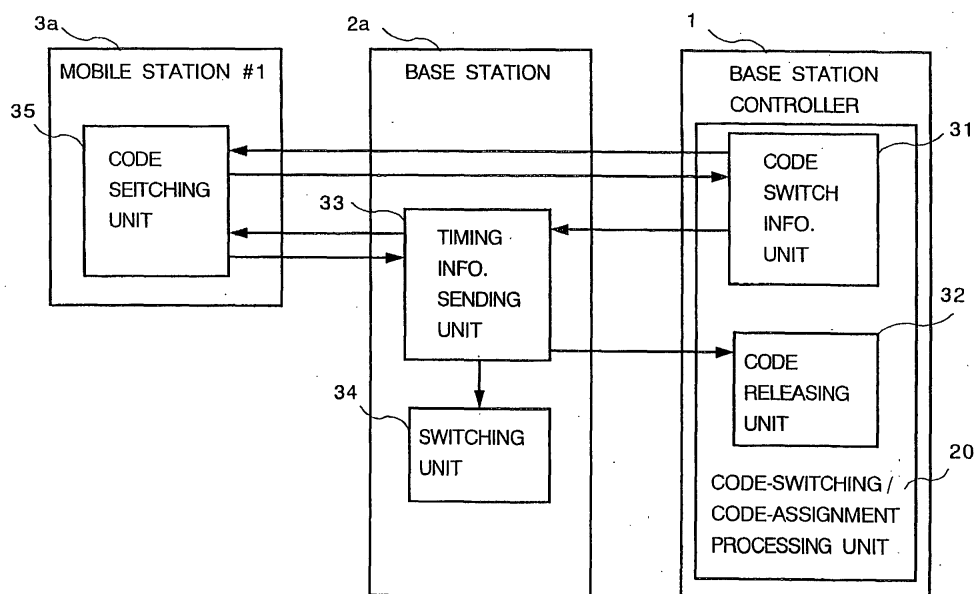 3a
2a
1
MOBILE STATION #1
BASE STATION
BASE STATION
CONTROLLER
35
31
CODE
SEITCHING
UNIT
CODE
SWITCH
INFO.
UNIT
33
TIMING
INFO.
SENDING
UNIT
32
CODE
RELEASING
UNIT
34
SWITCHING
UNIT
20
CODE-SWITCHING/
CODE-ASSIGNMENT
PROCESSING UNIT